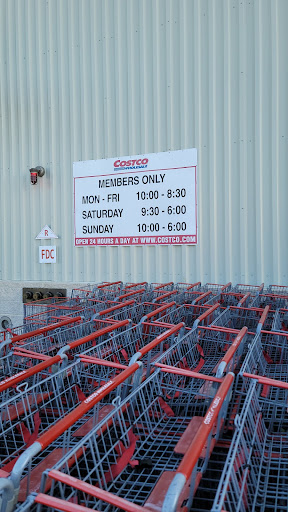 COSTCO
WHOLESALE
MEMBERS ONLY
MON - FRI 10:00 - 8:30
SATURDAY 9:30 - 6:00
SUNDAY 10:00 - 6:00
OPEN 24 HOURS A DAY AT WWW.COSTCO.COM
R
FDC